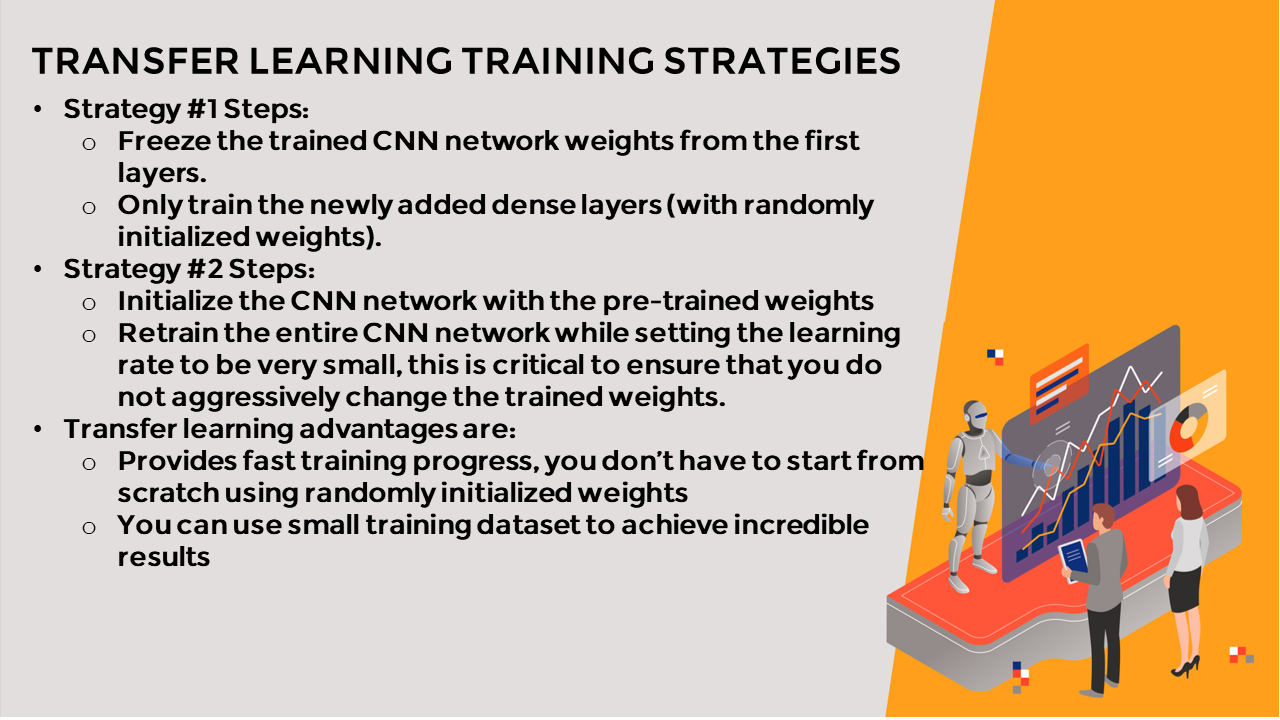 TRANSFER LEARNING TRAINING STRATEGIES
• Strategy #1 Steps:
o Freeze the trained CNN network weights from the first
layers.
o Only train the newly added dense layers (with randomly
initialized weights).
• Strategy #2 Steps:
o Initialize the CNN network with the pre-trained weights
o Retrain the entire CNN network while setting the learning
rate to be very small, this is critical to ensure that you do
not aggressively change the trained weights.
• Transfer learning advantages are:
o Provides fast training progress, you don’t have to start from
scratch using randomly initialized weights
o You can use small training dataset to achieve incredible
results